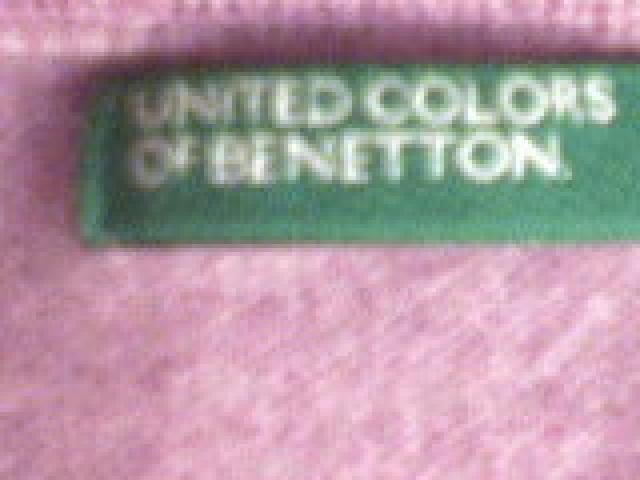 UNITED COLORS
OF BENETTON.